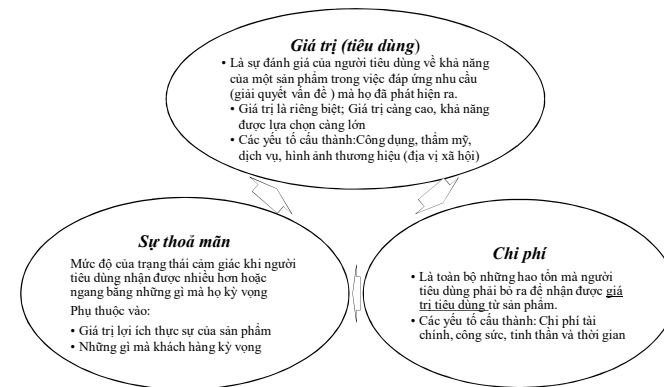 Giá trị (tiêu dùng)
• Là sự đánh giá của người tiêu dùng về khả năng
của một sản phẩm trong việc đáp ứng nhu cầu
(giải quyết vấn đề ) mà họ đã phát hiện ra.
• Giá trị là riêng biệt; Giá trị càng cao, khả năng
được lựa chọn càng lớn
• Các yếu tố cấu thành:Công dụng, thẩm mỹ,
dịch vụ, hình ảnh thương hiệu (địa vị xã hội)
Sự thoả mãn
Mức độ của trạng thái cảm giác khi người
tiêu dùng nhận được nhiều hơn hoặc
ngang bằng những gì mà họ kỳ vọng
Phụ thuộc vào:
• Giá trị lợi ích thực sự của sản phẩm
• Những gì mà khách hàng kỳ vọng
Chi phí
• Là toàn bộ những hao tổn mà người
tiêu dùng phải bỏ ra để nhận được giá
trị tiêu dùng từ sản phẩm.
• Các yếu tố cấu thành: Chi phí tài
chính, công sức, tinh thần và thời gian